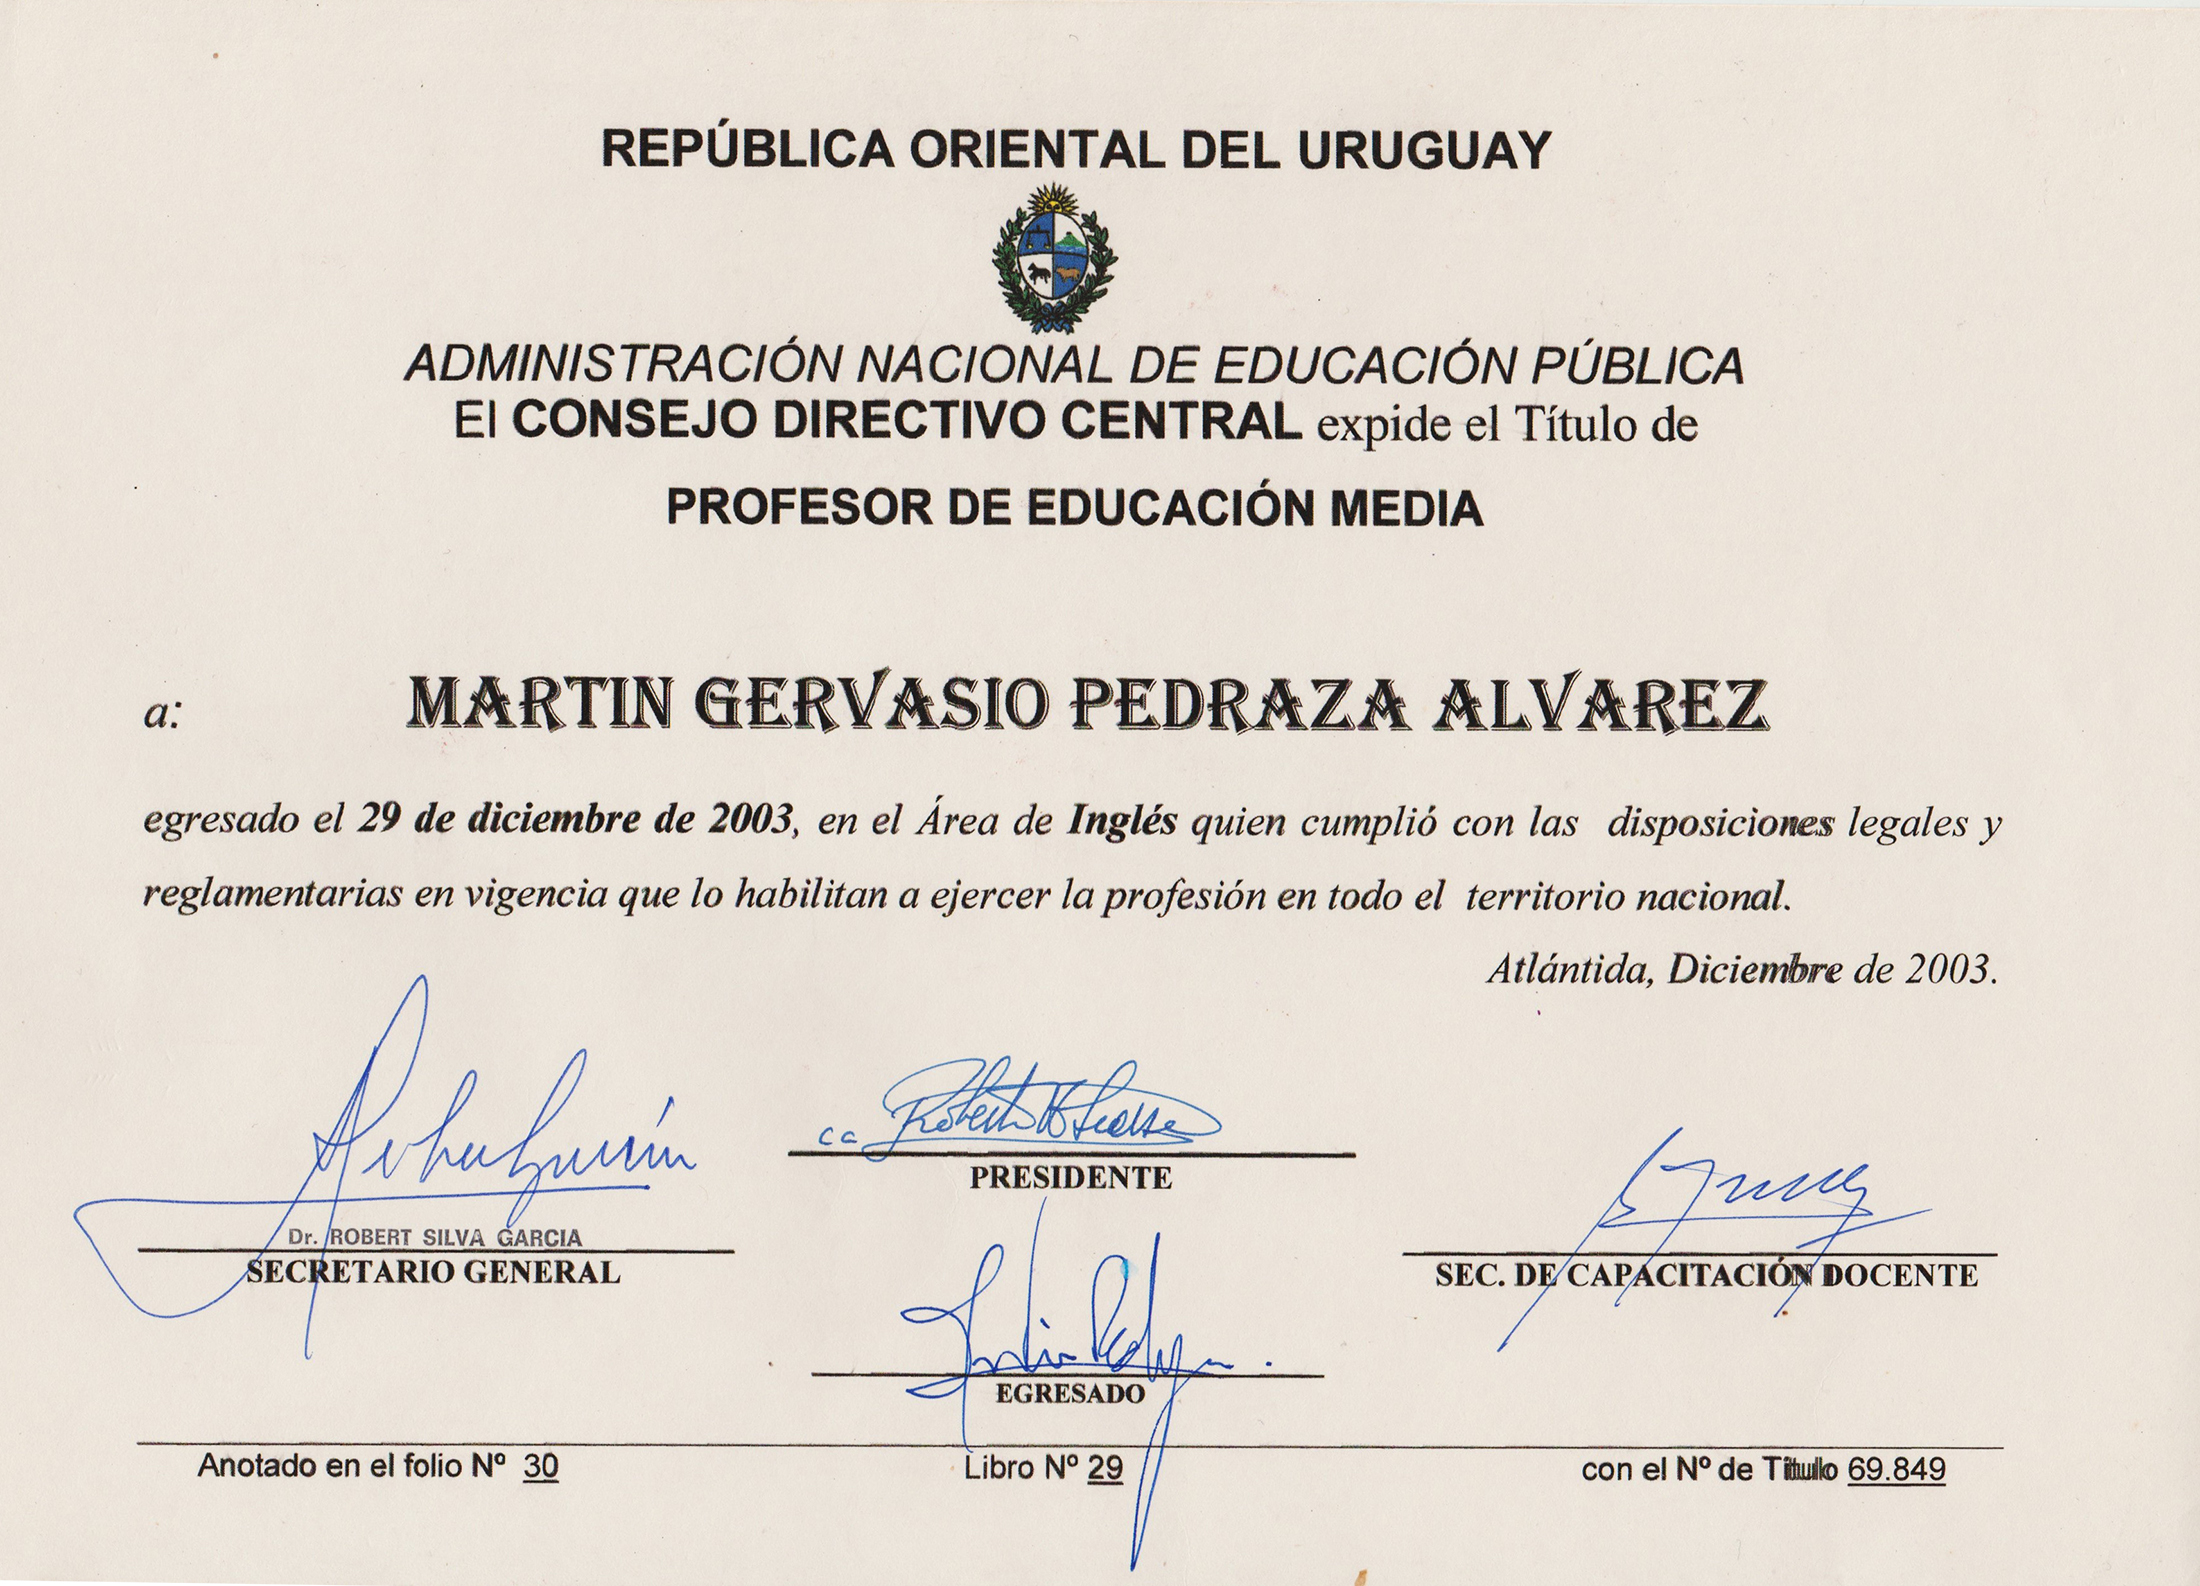 REPÚBLICA ORIENTAL DEL URUGUAY
ADMINISTRACIÓN NACIONAL DE EDUCACIÓN PÚBLICA
El CONSEJO DIRECTIVO CENTRAL expide el Título de
PROFESOR DE EDUCACIÓN MEDIA
a: MARTIN GERVASIO PEDRAZA ALVAREZ
egresado el 29 de diciembre de 2003, en el Área de Inglés quien cumplió con las disposiciones legales y
reglamentarias en vigencia que lo habilitan a ejercer la profesión en todo el territorio nacional.
Atlántida, Diciembre de 2003.
PRESIDENTE
Dr. ROBERT SILVA GARCIA
SECRETARIO GENERAL
SEC. DE CAPACITACIÓN DOCENTE
EGRESADO
Anotado en el folio Nº 30 Libro Nº 29 con el Nº de Título 69.849